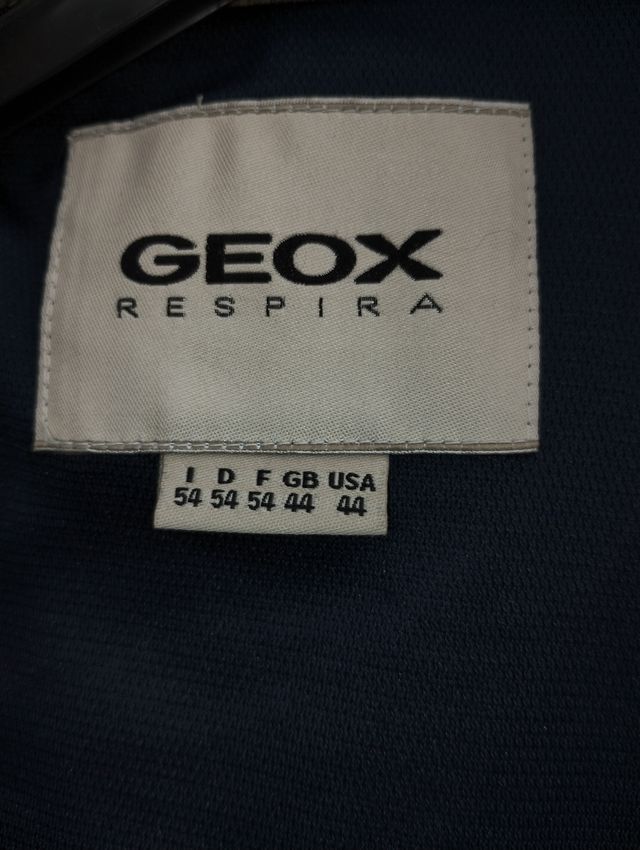 GEOX
RESPIRA
I D F GB USA
54 54 54 44 44